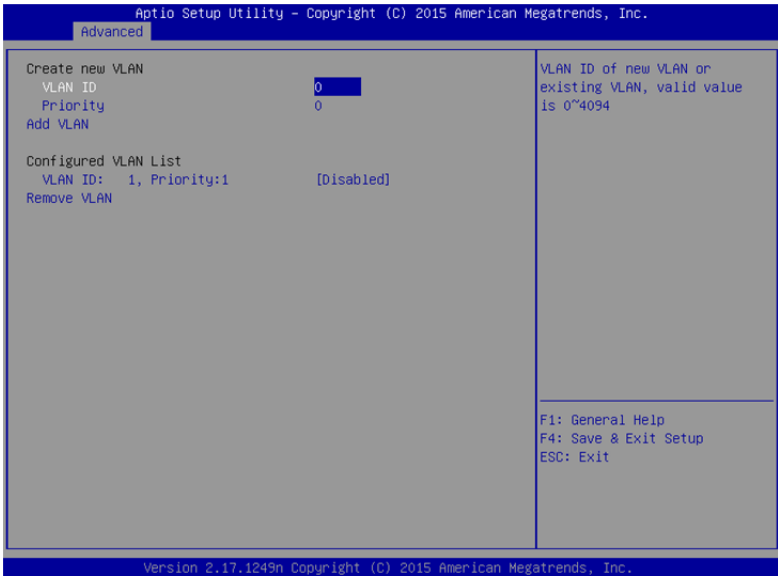 Aptio Setup Utility – Copyright (C) 2015 American Megatrends, Inc.
Advanced
Create new VLAN
VLAN ID 0
Priority 0
Add VLAN
Configured VLAN List
VLAN ID: 1, Priority:1 [Disabled]
Remove VLAN
VLAN ID of new VLAN or
existing VLAN, valid value
is 0~4094
F1: General Help
F4: Save & Exit Setup
ESC: Exit
Version 2.17.1249n Copyright (C) 2015 American Megatrends, Inc.